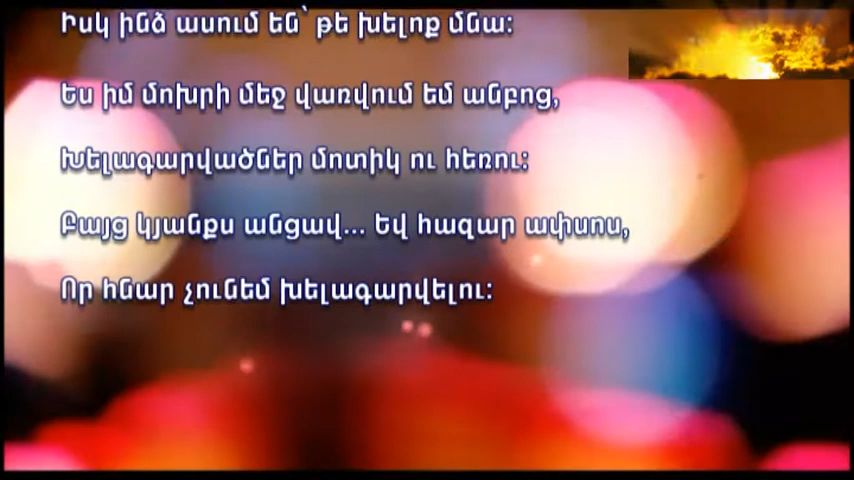 Իսկ ինձ ասում են՝ թե խելոք մնա:
Ես իմ մոխրի մեջ վառվում եմ անբոց,
Խելագարվածներ մոտիկ ու հեռու:
Բայց կյանքս անցավ... Եվ հազար ափսոս,
Որ հնար չունեմ խելագարվելու: